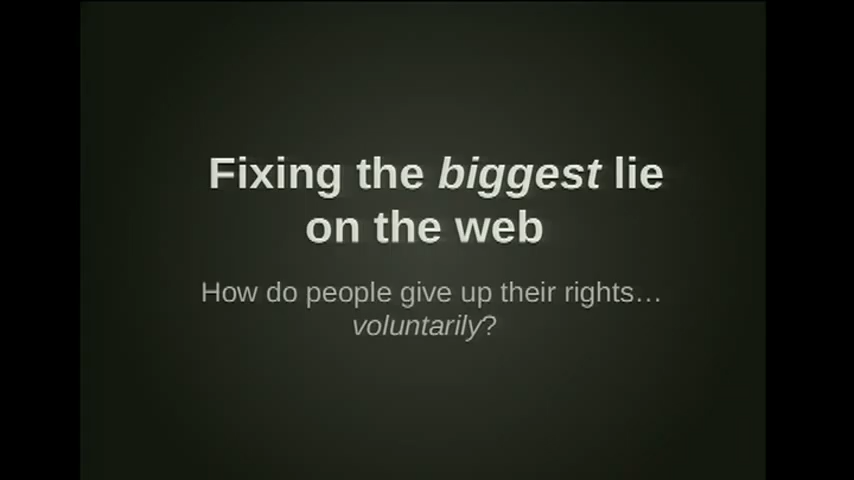 Fixing the biggest lie
on the web
How do people give up their rights…
voluntarily?